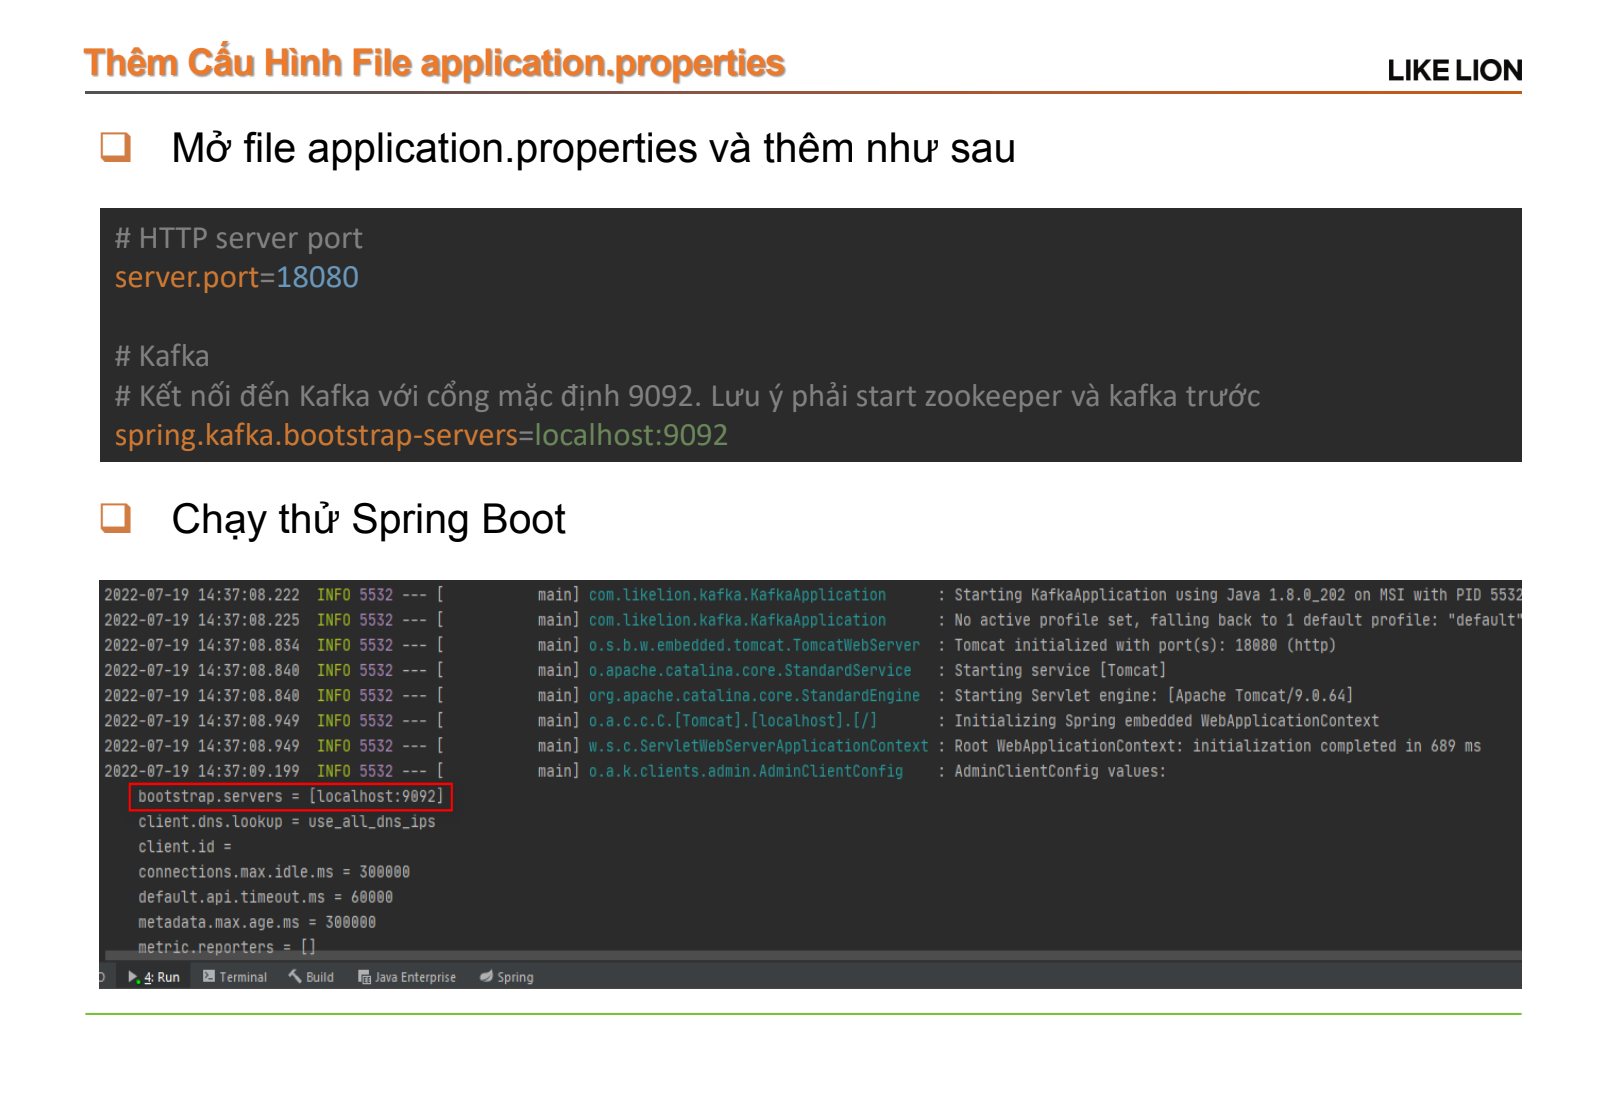 Thêm Cấu Hình File application.properties
LIKE LION
Mở file application.properties và thêm như sau
# HTTP server port
server.port=18080
# Kafka
# Kết nối đến Kafka với cổng mặc định 9092. Lưu ý phải start zookeeper và kafka trước
spring.kafka.bootstrap-servers=localhost:9092
Chạy thử Spring Boot
2022-07-19 14:37:08.222  INFO 5532 --- [           main] com.likelion.kafka.KafkaApplication      : Starting KafkaApplication using Java 1.8.0_202 on MSI with PID 5532
2022-07-19 14:37:08.225  INFO 5532 --- [           main] com.likelion.kafka.KafkaApplication      : No active profile set, falling back to 1 default profile: "default"
2022-07-19 14:37:08.834  INFO 5532 --- [           main] o.s.b.w.embedded.tomcat.TomcatWebServer  : Tomcat initialized with port(s): 18080 (http)
2022-07-19 14:37:08.840  INFO 5532 --- [           main] o.apache.catalina.core.StandardService   : Starting service [Tomcat]
2022-07-19 14:37:08.840  INFO 5532 --- [           main] org.apache.catalina.core.StandardEngine  : Starting Servlet engine: [Apache Tomcat/9.0.64]
2022-07-19 14:37:08.949  INFO 5532 --- [           main] o.a.c.c.C.[Tomcat].[localhost].[/]       : Initializing Spring embedded WebApplicationContext
2022-07-19 14:37:08.949  INFO 5532 --- [           main] w.s.c.ServletWebServerApplicationContext : Root WebApplicationContext: initialization completed in 689 ms
2022-07-19 14:37:09.199  INFO 5532 --- [           main] o.a.k.clients.admin.AdminClientConfig    : AdminClientConfig values:
bootstrap.servers = [localhost:9092]
client.dns.lookup = use_all_dns_ips
client.id =
connections.max.idle.ms = 300000
default.api.timeout.ms = 60000
metadata.max.age.ms = 300000
metric.reporters = []
4: Run Terminal Build Java Enterprise Spring